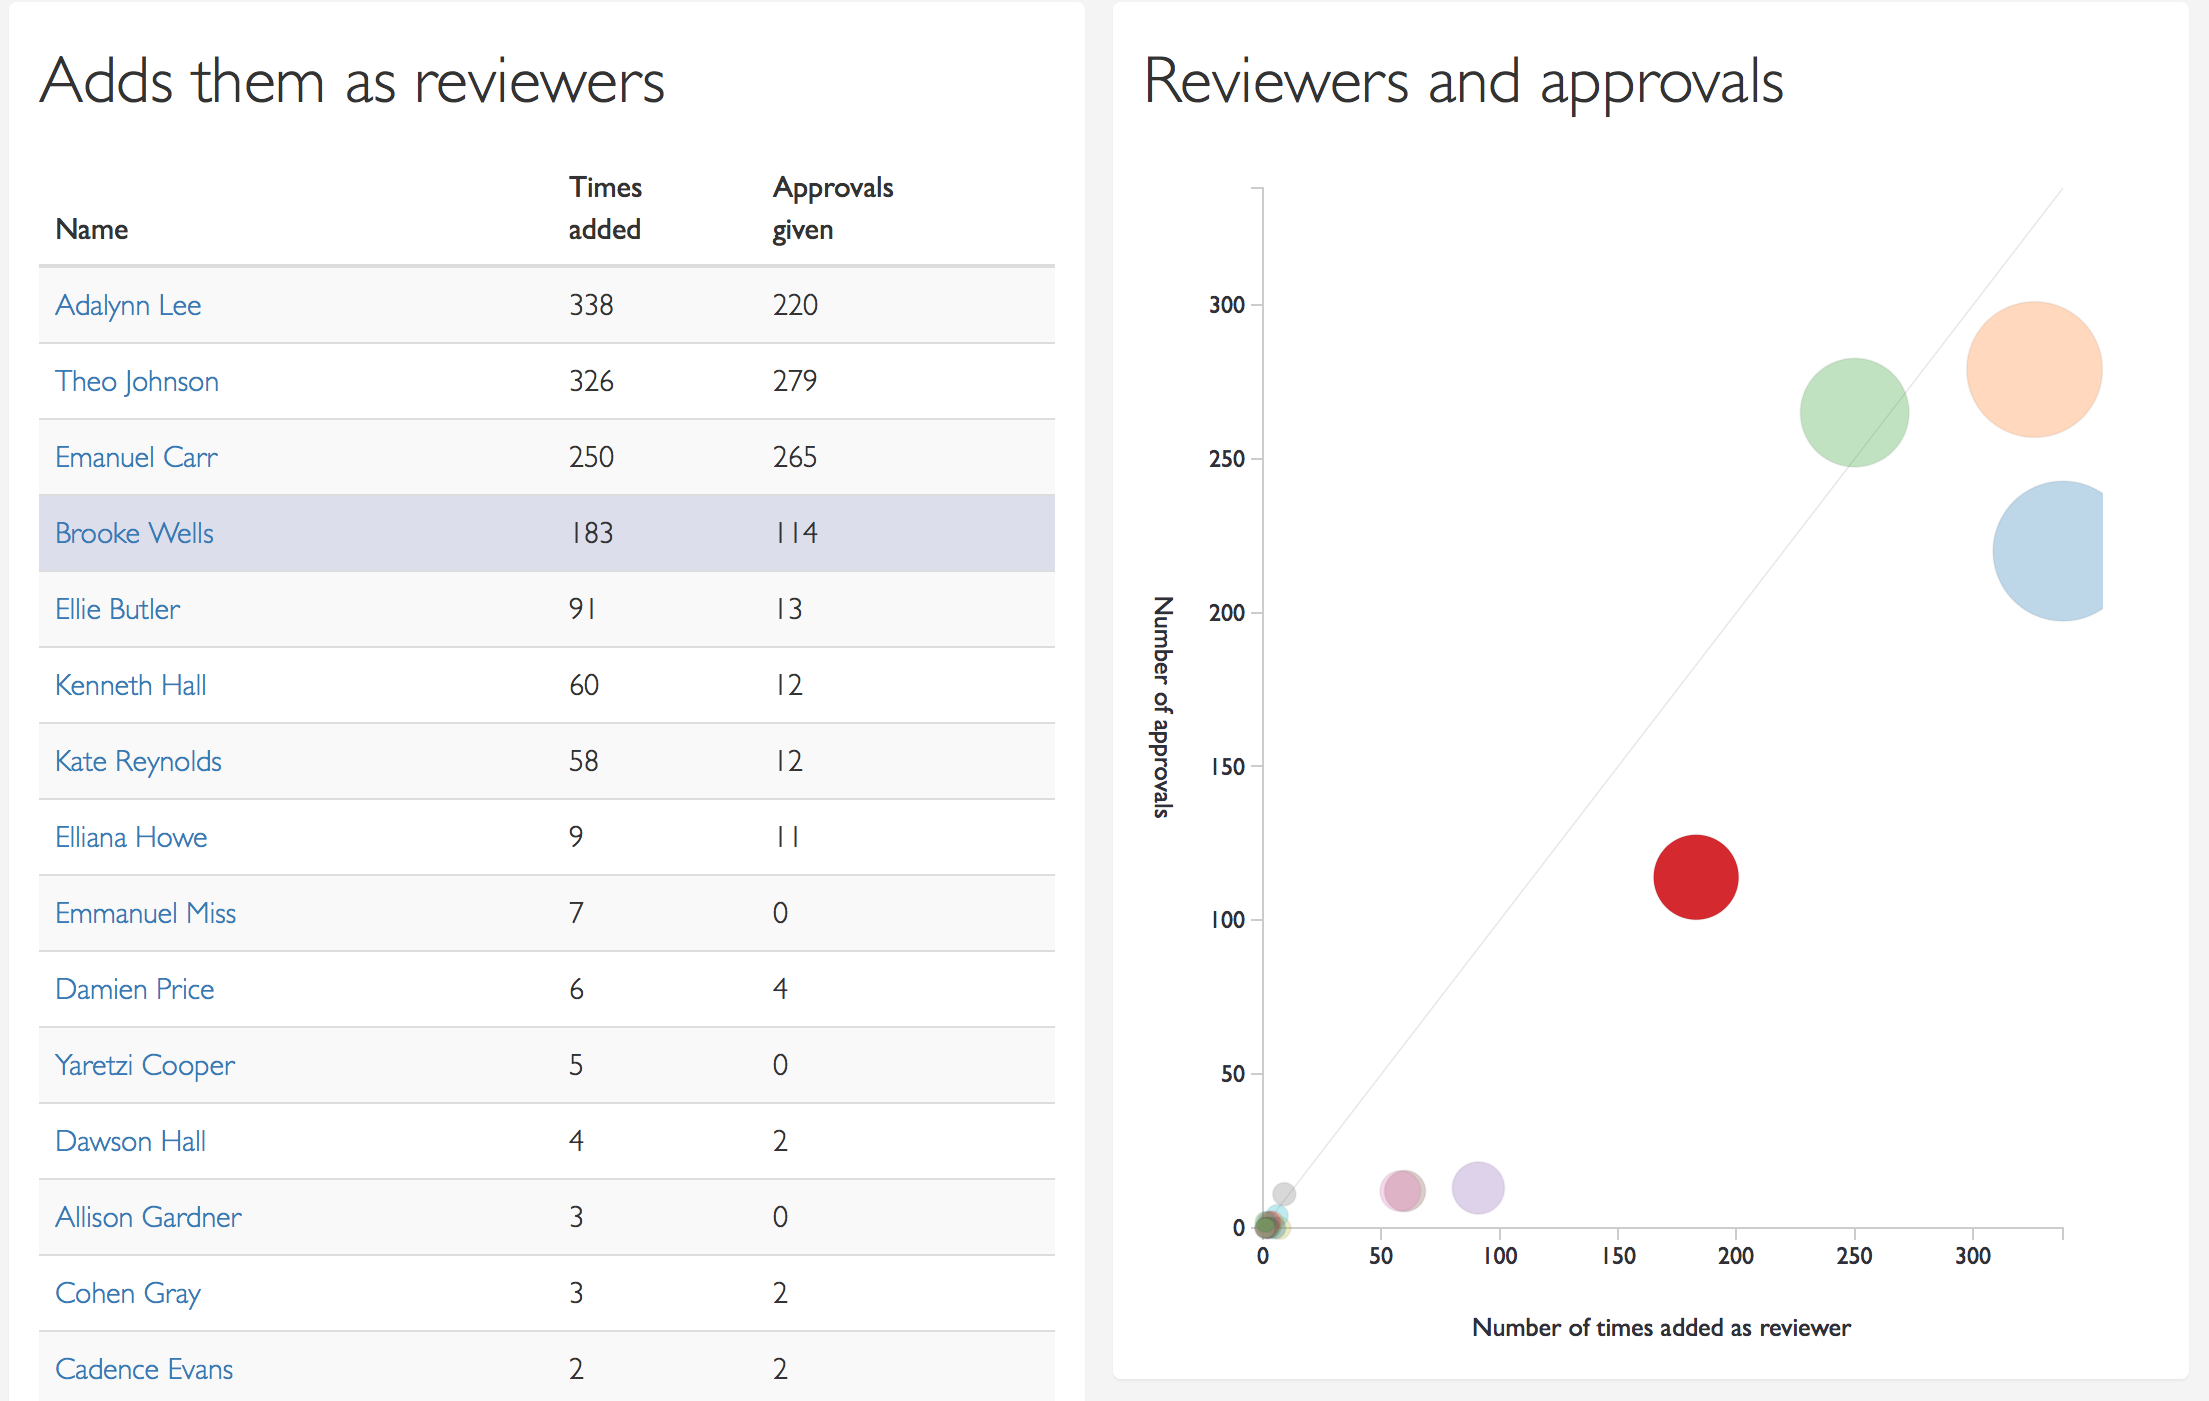 Adds them as reviewers
Name Times added Approvals given
Adalynn Lee 338 220
Theo Johnson 326 279
Emanuel Carr 250 265
Brooke Wells 183 114
Ellie Butler 91 13
Kenneth Hall 60 12
Kate Reynolds 58 12
Elliana Howe 9 11
Emmanuel Miss 7 0
Damien Price 6 4
Yaretzi Cooper 5 0
Dawson Hall 4 2
Allison Gardner 3 0
Cohen Gray 3 2
Cadence Evans 2 2
Reviewers and approvals
Number of approvals
300
250
200
150
100
50
0
0 50 100 150 200 250 300
Number of times added as reviewer